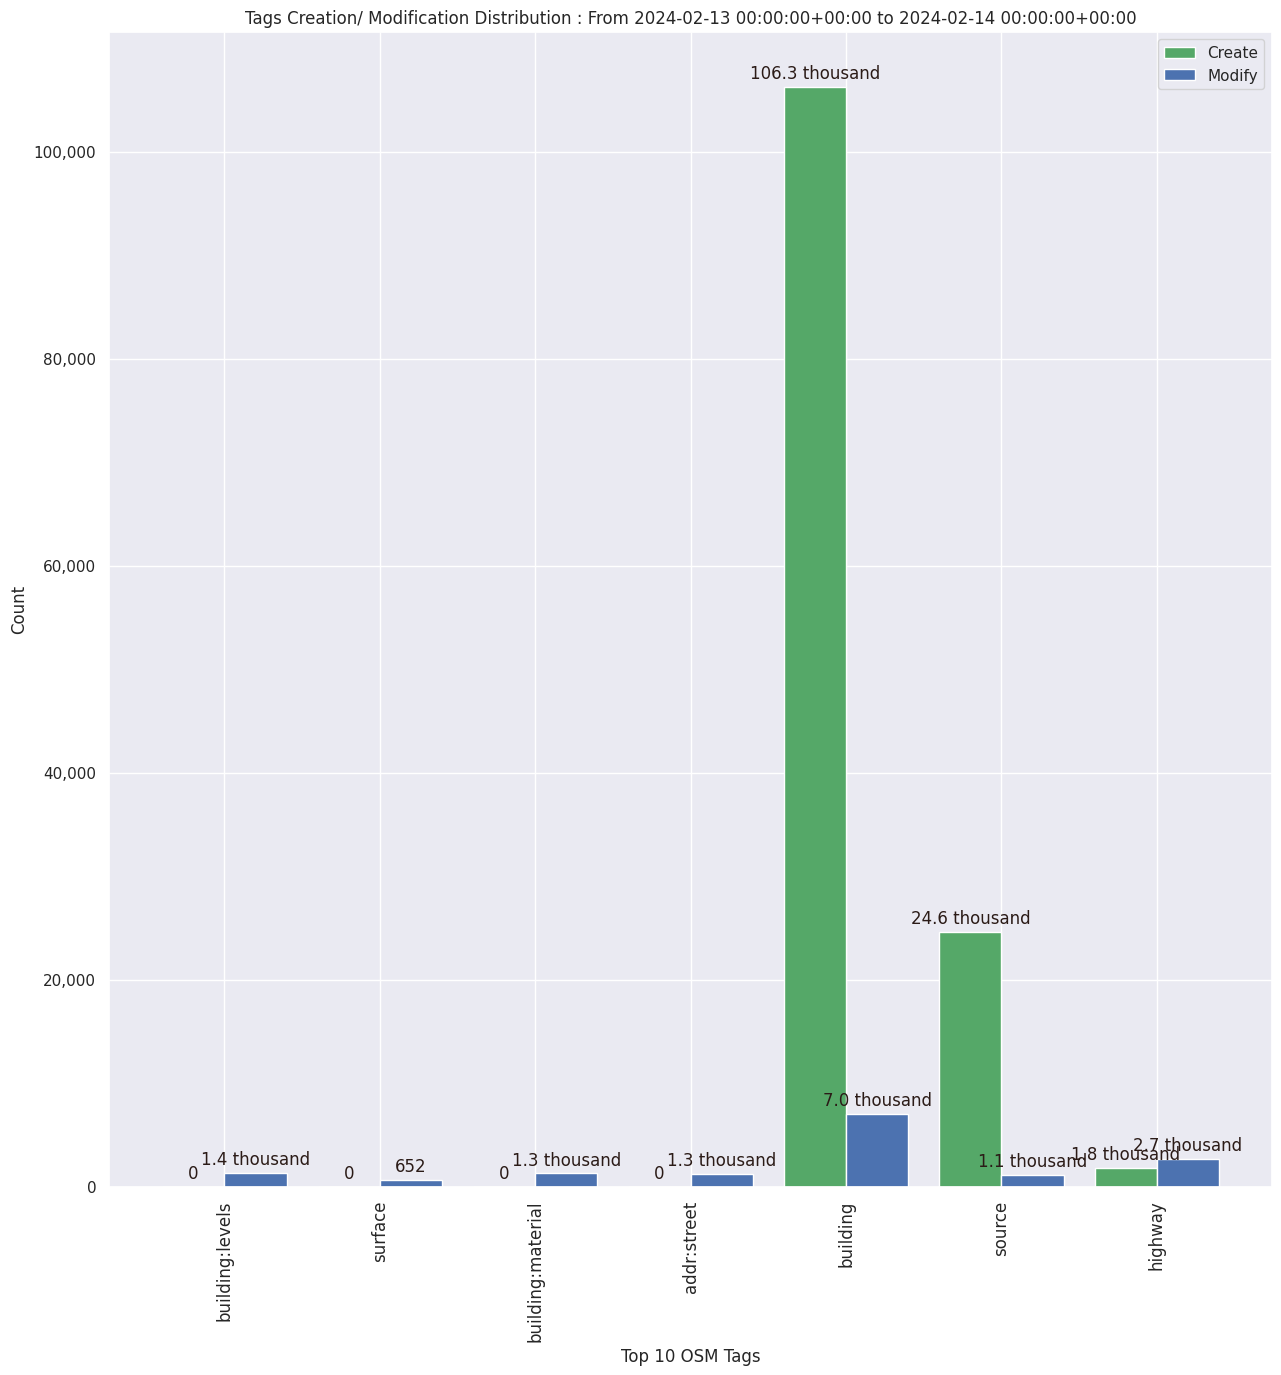 Tags Creation/ Modification Distribution : From 2024-02-13 00:00:00+00:00 to 2024-02-14 00:00:00+00:00
Create
Modify
106.3 thousand
100,000
80,000
60,000
Count
40,000
24.6 thousand
20,000
7.0 thousand
2.7 thousand
1.8 thousand
1.1 thousand
0
1.4 thousand
0
652
0
1.3 thousand
0
1.3 thousand
0
building:levels
surface
building:material
addr:street
building
source
highway
Top 10 OSM Tags